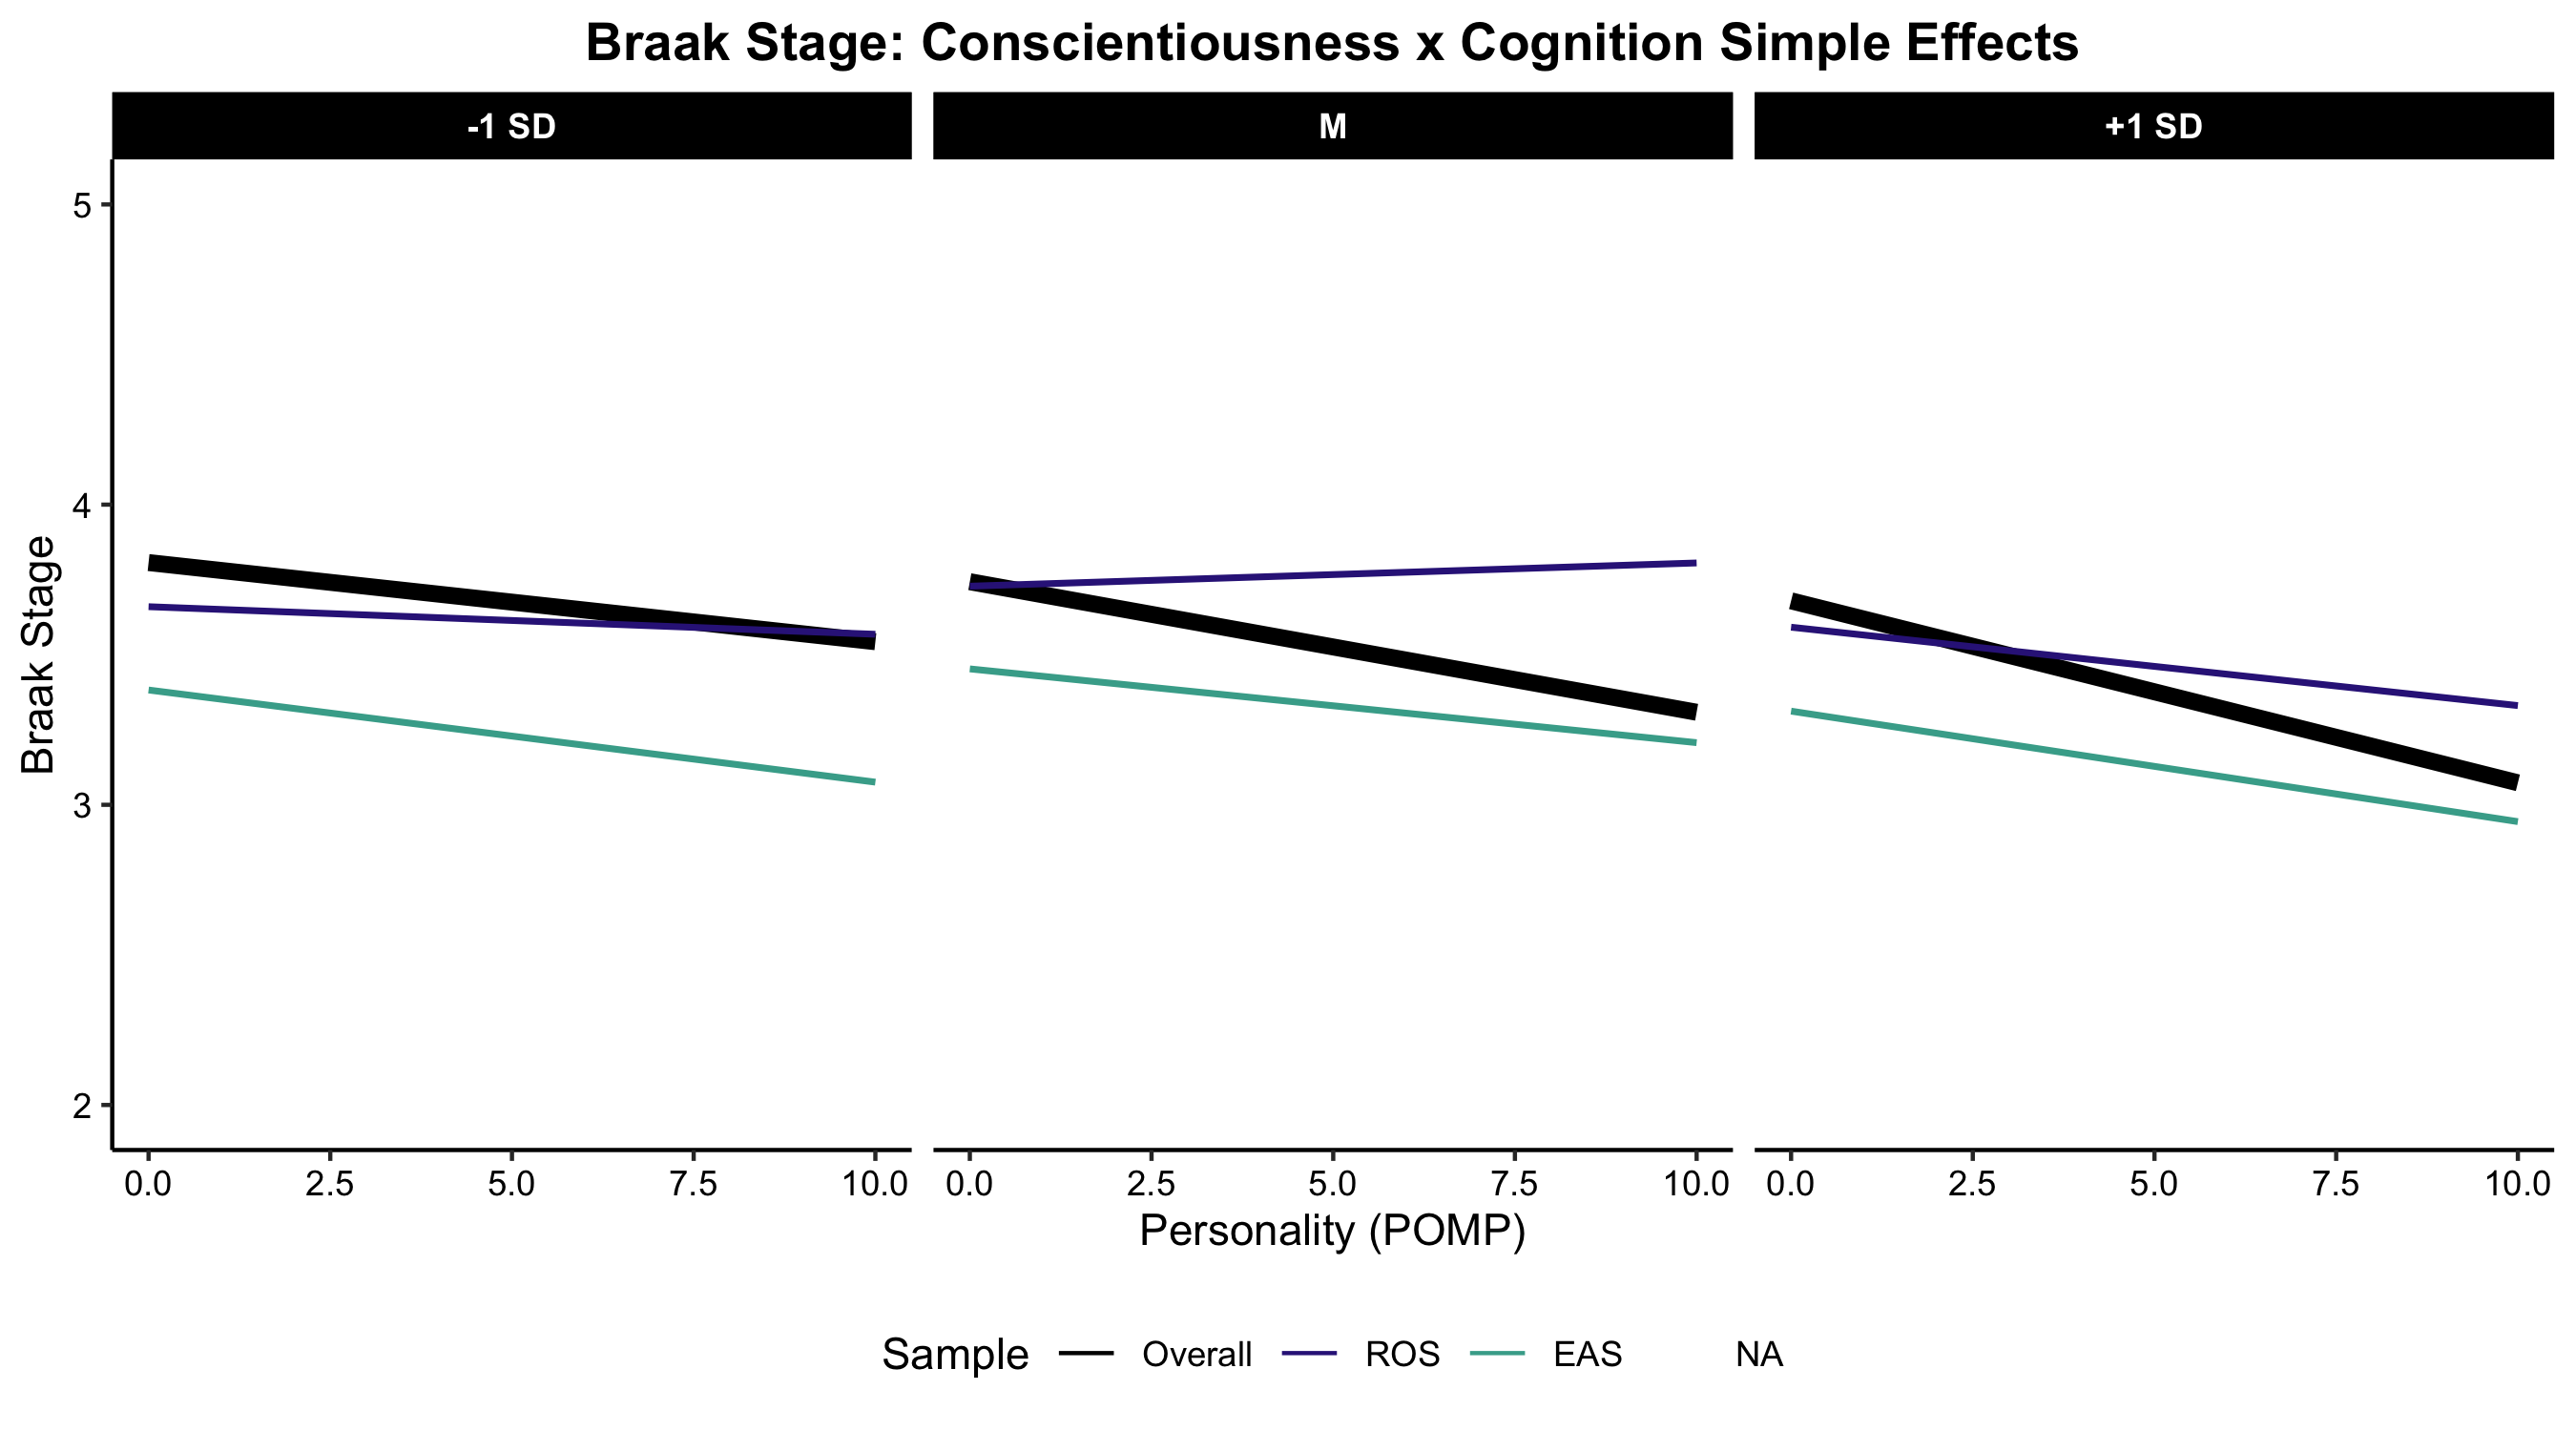 Braak Stage: Conscientiousness x Cognition Simple Effects
-1 SD M +1 SD
Braak Stage
5
4
3
2
0.0 2.5 5.0 7.5 10.0 0.0 2.5 5.0 7.5 10.0 0.0 2.5 5.0 7.5 10.0
Personality (POMP)
Sample Overall ROS EAS NA